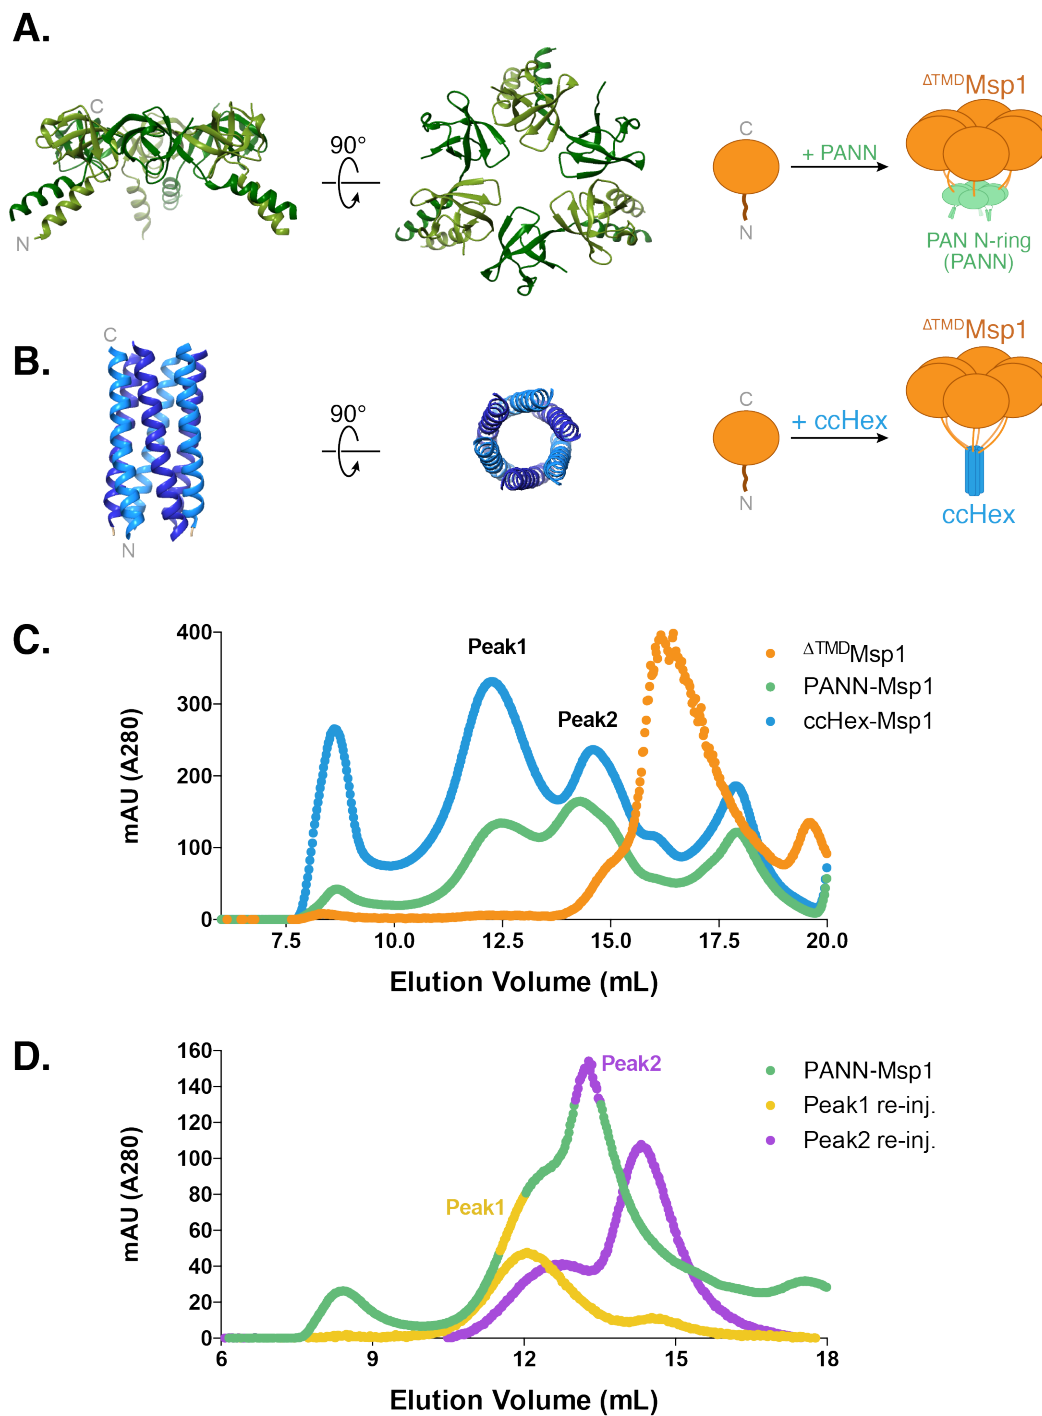 A.
C
N
90°
C
N
+ PANN
ΔTMDMsp1
PAN N-ring
(PANN)
B.
C
N
90°
C
N
+ ccHex
ΔTMDMsp1
ccHex
C.
400
300
200
100
0
mAU (A280)
Peak1
Peak2
ΔTMDMsp1
PANN-Msp1
ccHex-Msp1
7.5 10.0 12.5 15.0 17.5 20.0
Elution Volume (mL)
D.
160
140
120
100
80
60
40
20
0
mAU (A280)
Peak1
Peak2
PANN-Msp1
Peak1 re-inj.
Peak2 re-inj.
6 9 12 15 18
Elution Volume (mL)